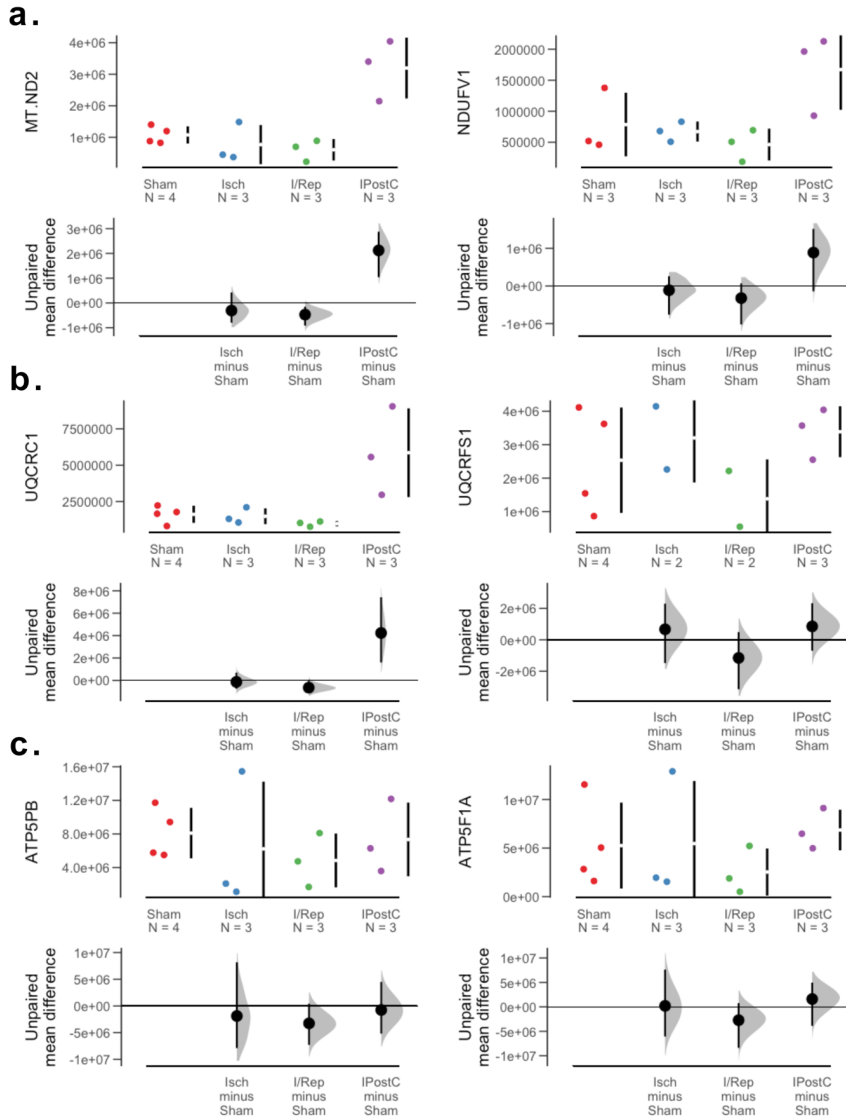 a.
MT.ND2
4e+06
3e+06
2e+06
1e+06
Sham Isch I/Rep IPostC
N = 4 N = 3 N = 3 N = 3
Unpaired
mean difference
3e+06
2e+06
1e+06
0e+00
-1e+06
Isch I/Rep IPostC
minus minus minus
Sham Sham Sham
NDUFV1
2000000
1500000
1000000
500000
Sham Isch I/Rep IPostC
N = 3 N = 3 N = 3 N = 3
Unpaired
mean difference
1e+06
0e+00
-1e+06
Isch I/Rep IPostC
minus minus minus
Sham Sham Sham
b.
UQCRC1
7500000
5000000
2500000
Sham Isch I/Rep IPostC
N = 4 N = 3 N = 3 N = 3
Unpaired
mean difference
8e+06
6e+06
4e+06
2e+06
0e+00
Isch I/Rep IPostC
minus minus minus
Sham Sham Sham
UQCRFS1
4e+06
3e+06
2e+06
1e+06
Sham Isch I/Rep IPostC
N = 4 N = 2 N = 2 N = 3
Unpaired
mean difference
2e+06
0e+00
-2e+06
Isch I/Rep IPostC
minus minus minus
Sham Sham Sham
c.
ATP5PB
1.6e+07
1.2e+07
8.0e+06
4.0e+06
Sham Isch I/Rep IPostC
N = 4 N = 3 N = 3 N = 3
Unpaired
mean difference
1e+07
5e+06
0e+00
-5e+06
-1e+07
Isch I/Rep IPostC
minus minus minus
Sham Sham Sham
ATP5F1A
1e+07
5e+06
0e+00
Sham Isch I/Rep IPostC
N = 4 N = 3 N = 3 N = 3
Unpaired
mean difference
1e+07
5e+06
0e+00
-5e+06
-1e+07
Isch I/Rep IPostC
minus minus minus
Sham Sham Sham